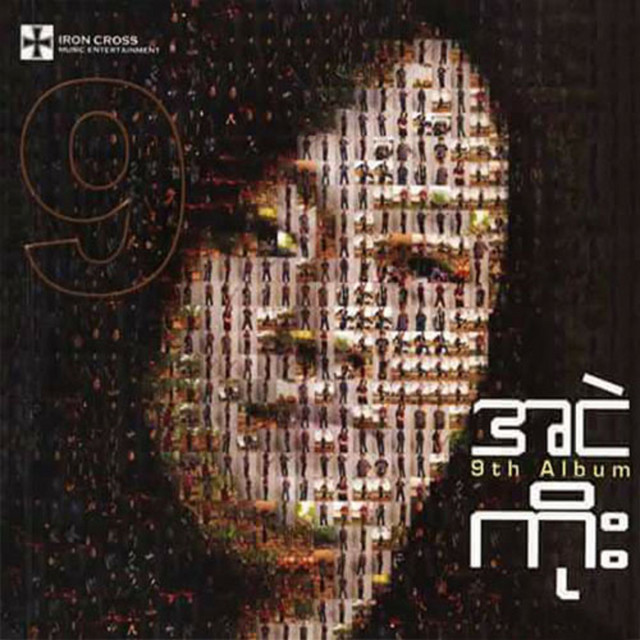 IRON CROSS
MUSIC ENTERTAINMENT
9
အငဲ
9th Album
ကိုး